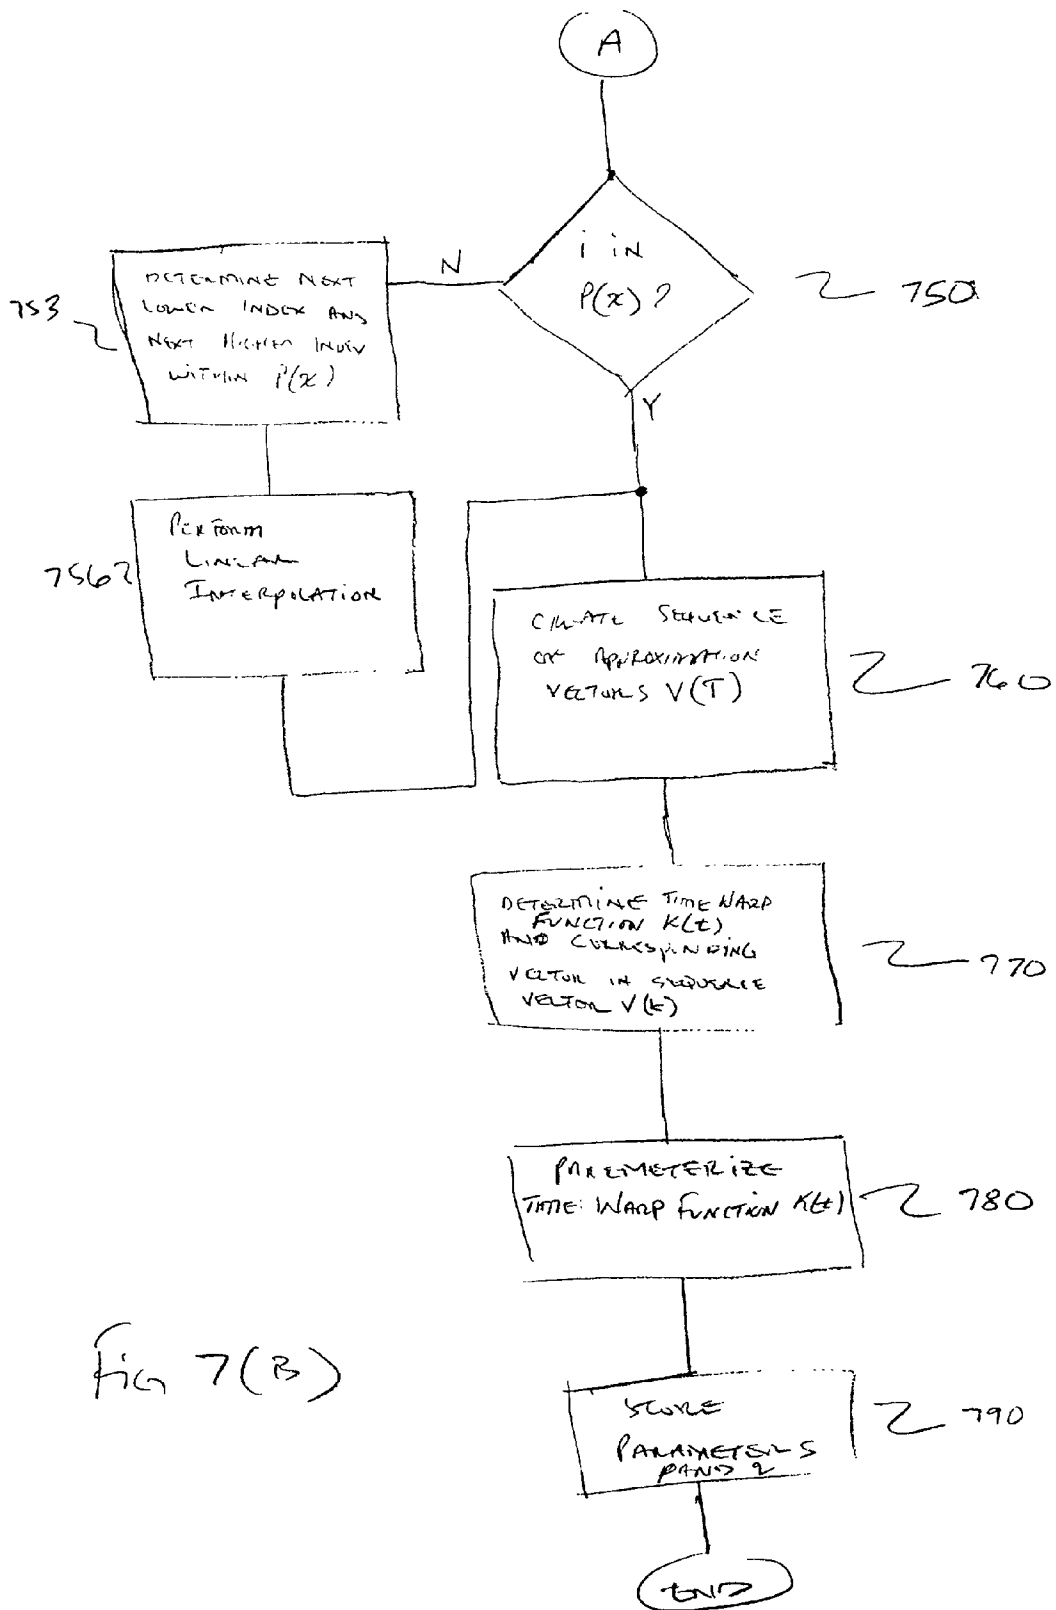 A
i in
P(x)?
750
N
Y
753
DETERMINE NEXT
LOWER INDEX AND
NEXT HIGHER INDEX
WITHIN P(x)
756
PERFORM
LINEAR
INTERPOLATION
CREATE SEQUENCE
OF APPROXIMATION
VECTORS V(T)
760
DETERMINE TIME WARP
FUNCTION K(t)
AND CORRESPONDING
VECTOR IN SEQUENCE
VECTOR V(k)
770
PARAMETERIZE
TIME WARP FUNCTION K(t)
780
SCORE
PARAMETERS
p AND q
790
END
Fig 7(B)